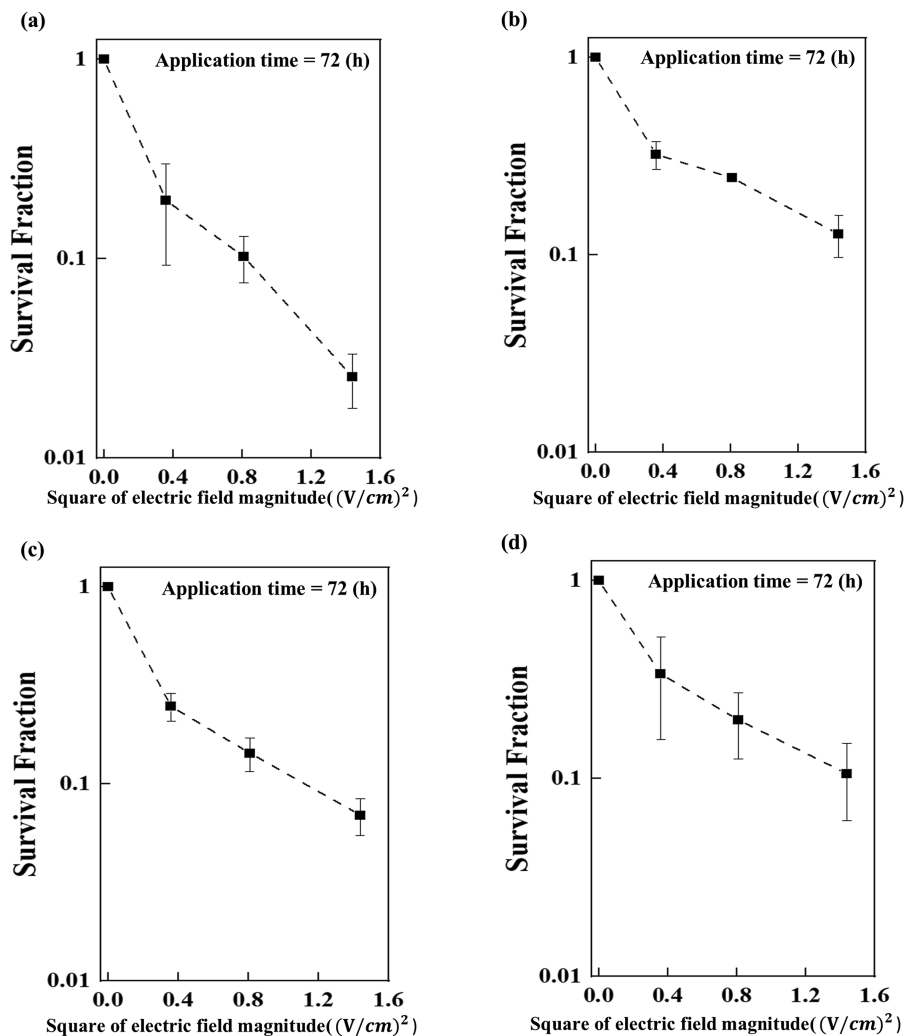 (a)
Application time = 72 (h)
Survival Fraction
1
0.1
0.01
0.0 0.4 0.8 1.2 1.6
Square of electric field magnitude((V/cm)²)
(b)
Application time = 72 (h)
Survival Fraction
1
0.1
0.01
0.0 0.4 0.8 1.2 1.6
Square of electric field magnitude((V/cm)²)
(c)
Application time = 72 (h)
Survival Fraction
1
0.1
0.01
0.0 0.4 0.8 1.2 1.6
Square of electric field magnitude((V/cm)²)
(d)
Application time = 72 (h)
Survival Fraction
1
0.1
0.01
0.0 0.4 0.8 1.2 1.6
Square of electric field magnitude((V/cm)²)